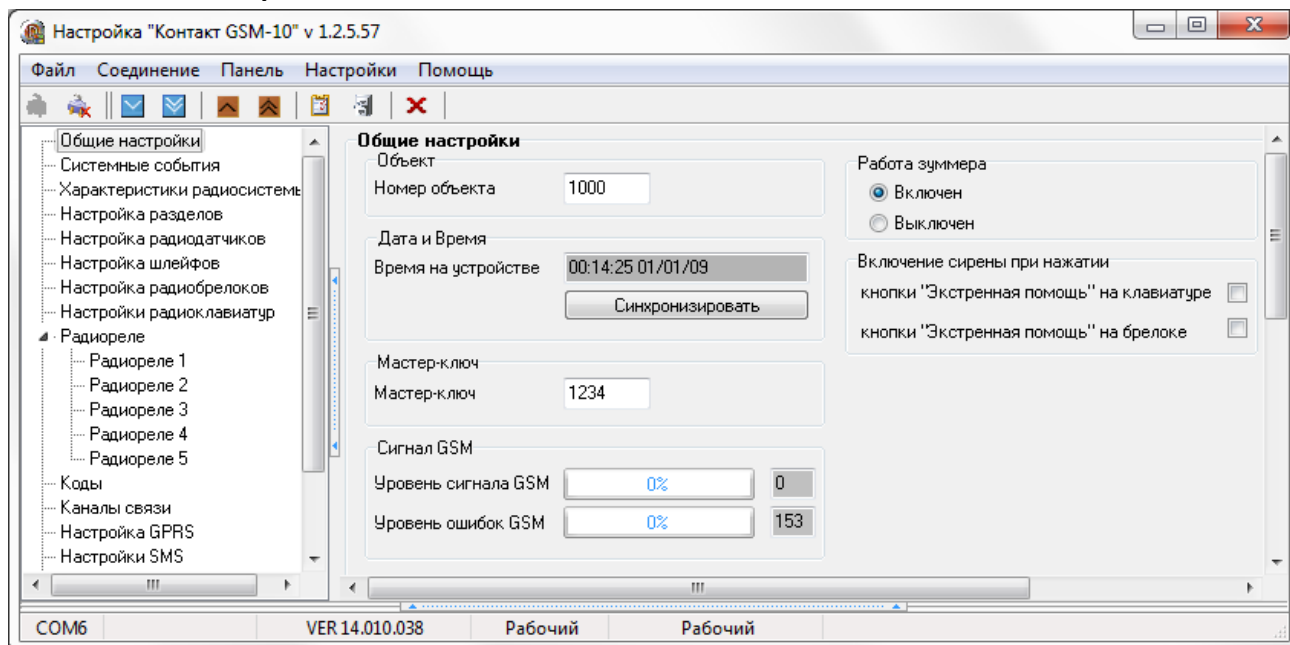 Настройка "Контакт GSM-10" v 1.2.5.57
Файл Соединение Панель Настройки Помощь
Общие настройки
Системные события
Характеристики радиосистемь
Настройка разделов
Настройка радиодатчиков
Настройка шлейфов
Настройка радиобрелоков
Настройки радиоклавиатур
Радиореле
Радиореле 1
Радиореле 2
Радиореле 3
Радиореле 4
Радиореле 5
Коды
Каналы связи
Настройка GPRS
Настройки SMS
Общие настройки
Объект
Номер объекта 1000
Дата и Время
Время на устройстве 00:14:25 01/01/09
Синхронизировать
Мастер-ключ
Мастер-ключ 1234
Сигнал GSM
Уровень сигнала GSM 0% 0
Уровень ошибок GSM 0% 153
Работа зуммера
Включен
Выключен
Включение сирены при нажатии
кнопки "Экстренная помощь" на клавиатуре
кнопки "Экстренная помощь" на брелоке
COM6 VER 14.010.038 Рабочий Рабочий